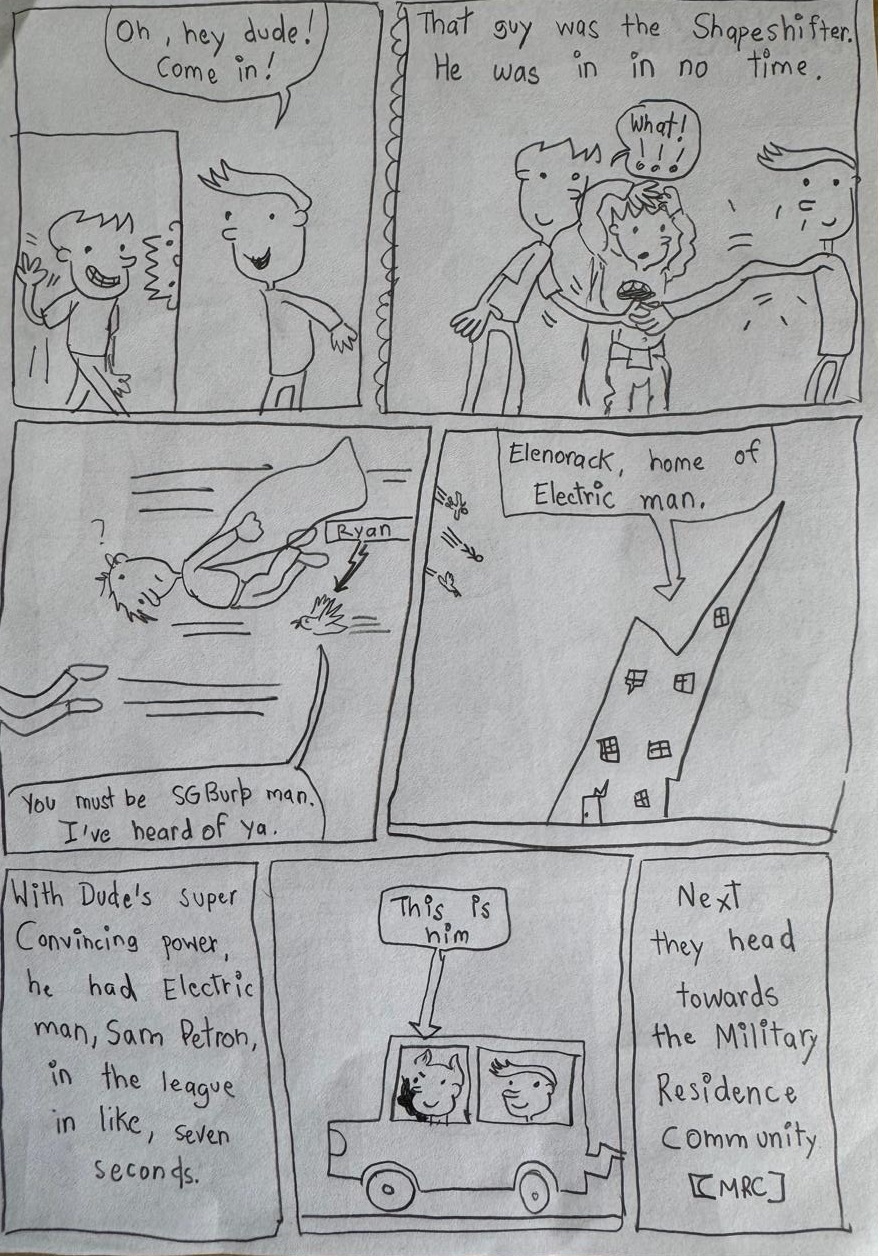 Oh, hey dude!
Come in!
That guy was the Shapeshifter.
He was in in no time.
What!
!!!
?
Ryan
You must be SGBurp man.
I've heard of ya.
Elenorack, home of
Electric man.
With Dude's super
Convincing power,
he had Electric
man, Sam Petron,
in the league
in like, seven
seconds.
This is
him
Next
they head
towards
the Military
Residence
Community
[MRC]